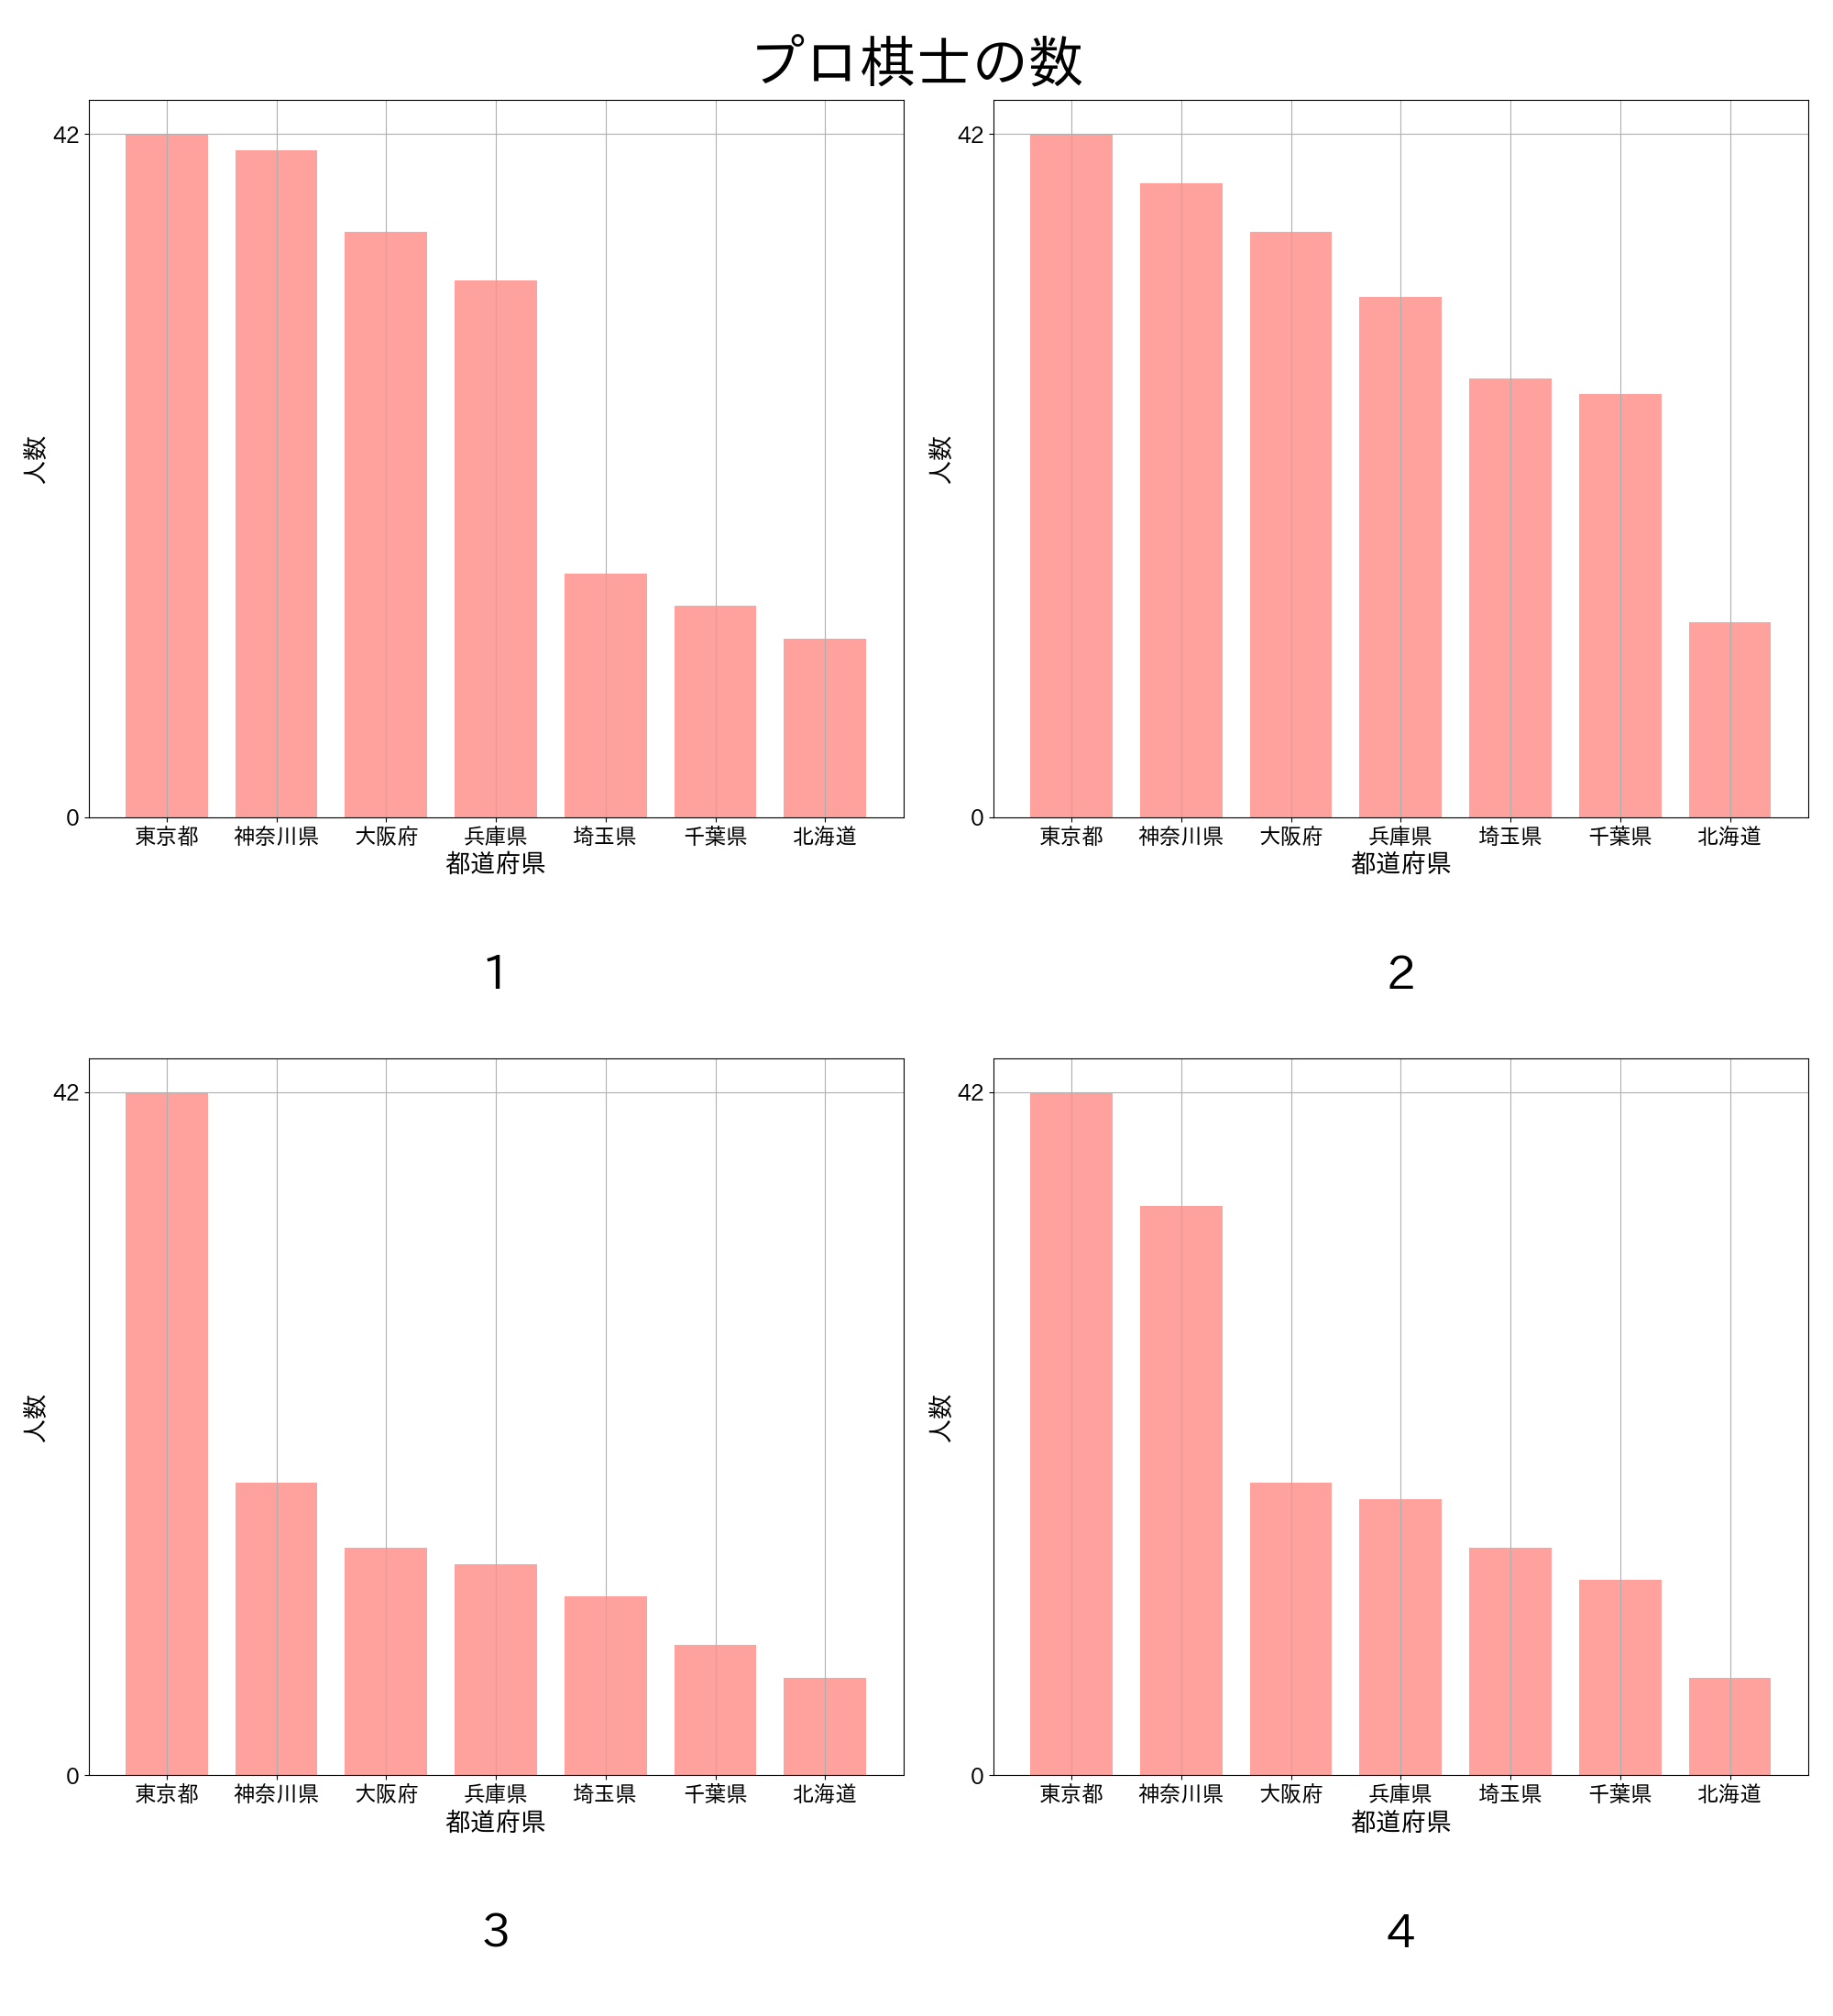 プロ棋士の数
42
0
人数
東京都 神奈川県 大阪府 兵庫県 埼玉県 千葉県 北海道
都道府県
1
42
0
人数
東京都 神奈川県 大阪府 兵庫県 埼玉県 千葉県 北海道
都道府県
2
42
0
人数
東京都 神奈川県 大阪府 兵庫県 埼玉県 千葉県 北海道
都道府県
3
42
0
人数
東京都 神奈川県 大阪府 兵庫県 埼玉県 千葉県 北海道
都道府県
4